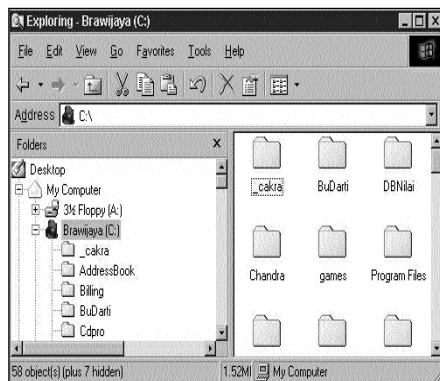 Exploring - Brawijaya (C:)
File Edit View Go Favorites Tools Help
Address C:\
Folders x
Desktop
My Computer
3½ Floppy (A:)
Brawijaya (C:)
_cakra
AddressBook
Billing
BuDarti
Cdpro
_cakra BuDarti DBNilai
Chandra games Program Files
58 object(s) (plus 7 hidden) 1.52M My Computer